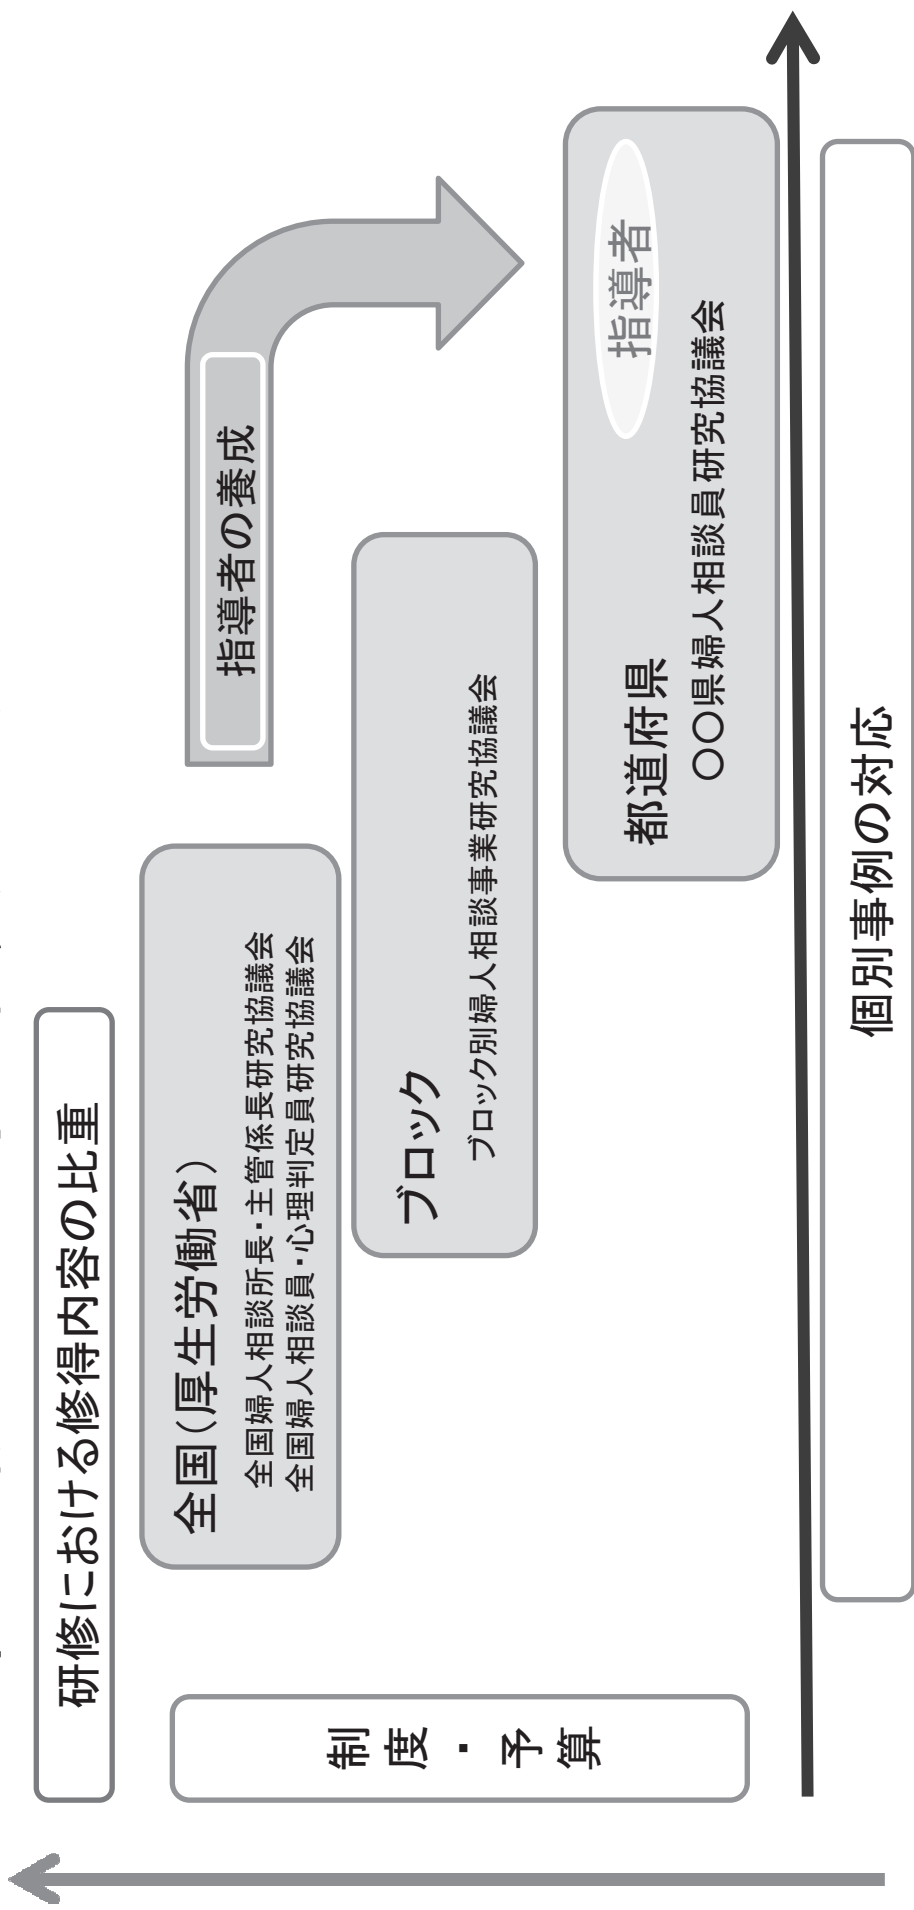 研修における修得内容の比重
制度・予算
全国(厚生労働省)
全国婦人相談所長・主管係長研究協議会
全国婦人相談員・心理判定員研究協議会
指導者の養成
ブロック
ブロック別婦人相談事業研究協議会
指導者
都道府県
〇〇県婦人相談員研究協議会
個別事例の対応